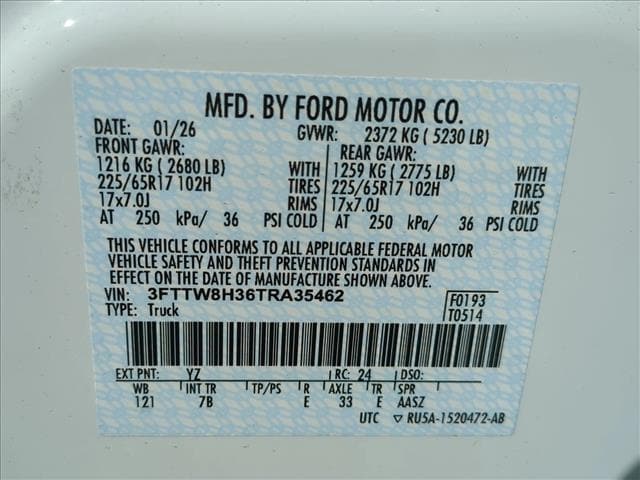 MFD. BY FORD MOTOR CO.
DATE: 01/26 GVWR: 2372 KG ( 5230 LB)
FRONT GAWR: REAR GAWR:
1216 KG ( 2680 LB) WITH 1259 KG ( 2775 LB) WITH
225/65R17 102H TIRES 225/65R17 102H TIRES
17x7.0J RIMS 17x7.0J RIMS
AT 250 kPa/ 36 PSI COLD AT 250 kPa/ 36 PSI COLD
THIS VEHICLE CONFORMS TO ALL APPLICABLE FEDERAL MOTOR
VEHICLE SAFETY AND THEFT PREVENTION STANDARDS IN
EFFECT ON THE DATE OF MANUFACTURE SHOWN ABOVE.
VIN: 3FTTW8H36TRA35462 F0193
TYPE: Truck T0514
EXT PNT: YZ RC: 24 DSO:
WB INT TR TP/PS R AXLE TR SPR
121 7B E 33 E AASZ
UTC ▽ RU5A-1520472-AB